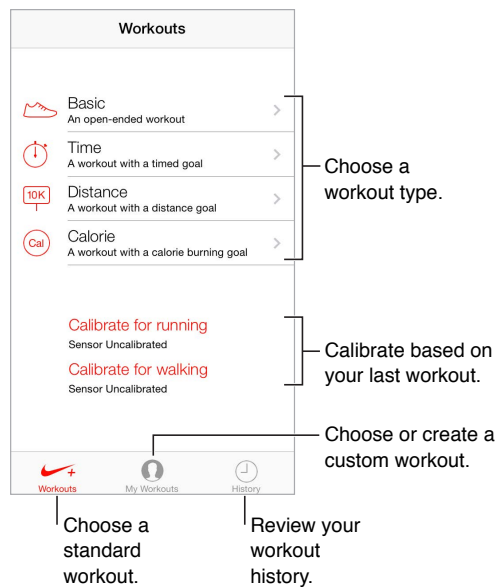 Workouts
Basic
An open-ended workout
Time
A workout with a timed goal
10K
Distance
A workout with a distance goal
Cal
Calorie
A workout with a calorie burning goal
Choose a
workout type.
Calibrate for running
Sensor Uncalibrated
Calibrate for walking
Sensor Uncalibrated
Calibrate based on
your last workout.
Choose or create a
custom workout.
+
Workouts
My Workouts
History
Choose a
standard
workout.
Review your
workout
history.